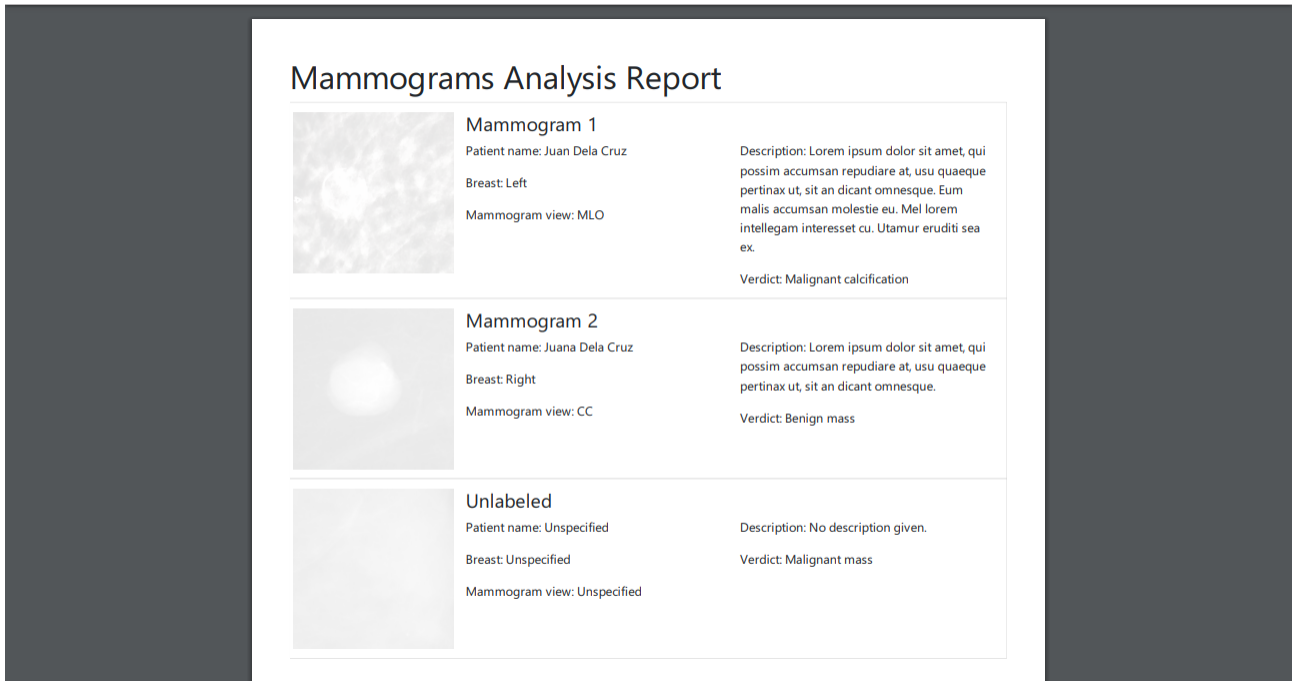 Mammograms Analysis Report
Mammogram 1
Patient name: Juan Dela Cruz
Breast: Left
Mammogram view: MLO
Description: Lorem ipsum dolor sit amet, qui
possim accumsan repudiare at, usu quaeque
pertinax ut, sit an dicant omnesque. Eum
malis accumsan molestie eu. Mel lorem
intellegam interesset cu. Utamur eruditi sea
ex.
Verdict: Malignant calcification
Mammogram 2
Patient name: Juana Dela Cruz
Breast: Right
Mammogram view: CC
Description: Lorem ipsum dolor sit amet, qui
possim accumsan repudiare at, usu quaeque
pertinax ut, sit an dicant omnesque.
Verdict: Benign mass
Unlabeled
Patient name: Unspecified
Breast: Unspecified
Mammogram view: Unspecified
Description: No description given.
Verdict: Malignant mass